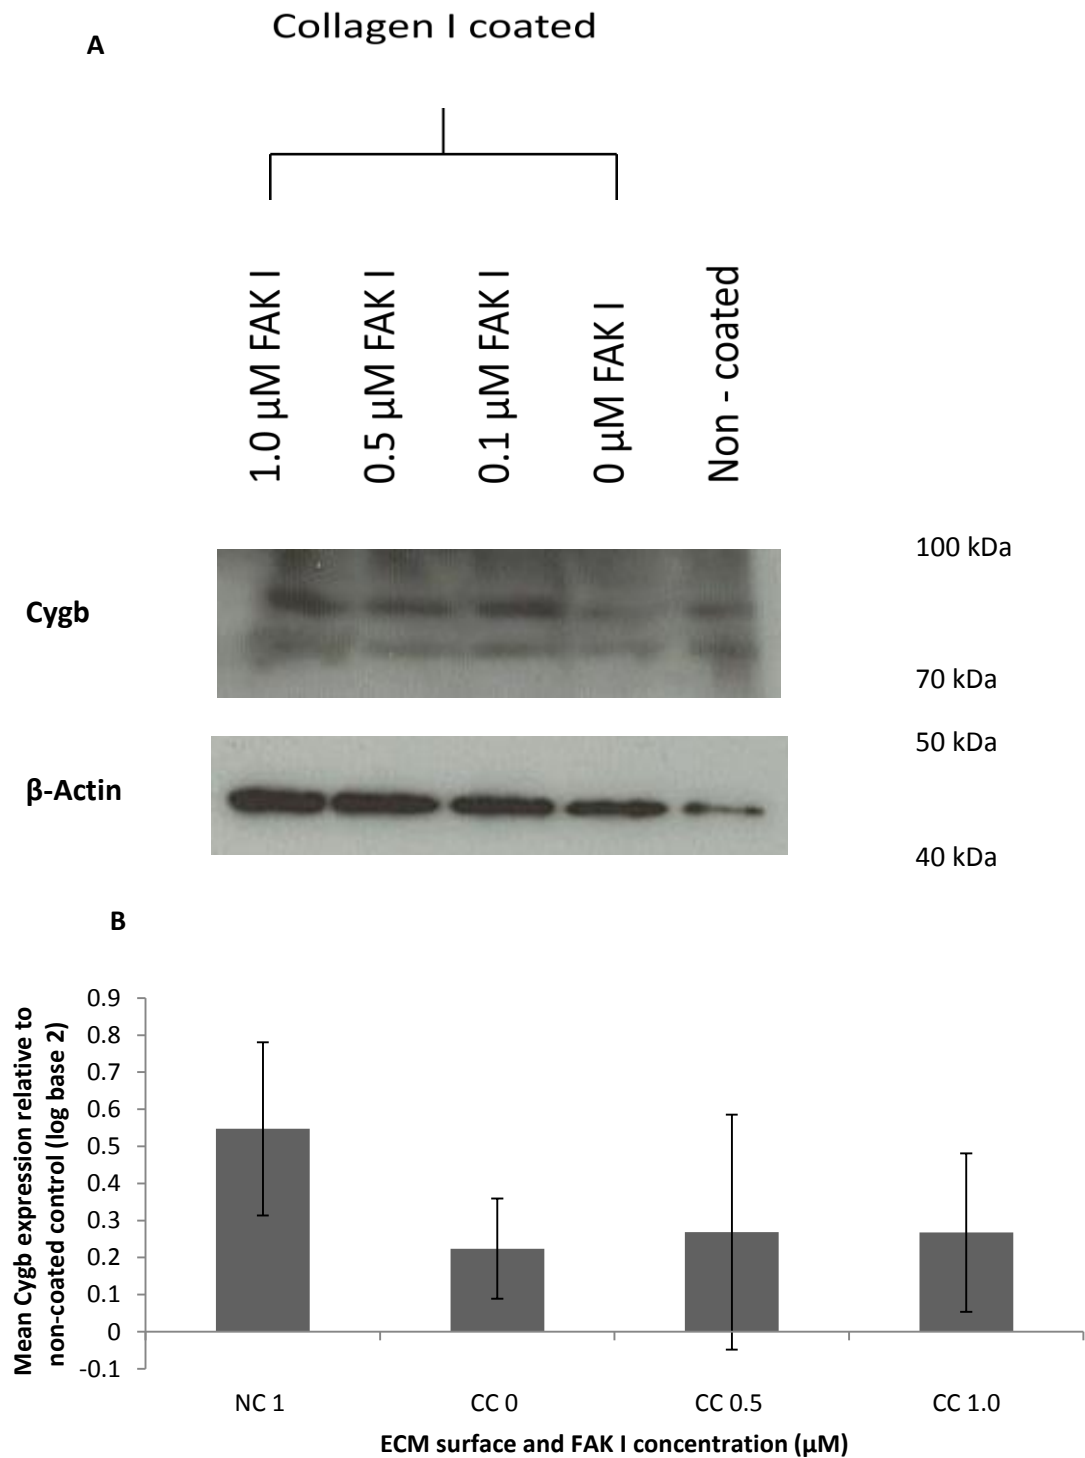 A
Collagen I coated
1.0 µM FAK I
0.5 µM FAK I
0.1 µM FAK I
0 µM FAK I
Non - coated
100 kDa
Cygb
70 kDa
50 kDa
β-Actin
40 kDa
B
Mean Cygb expression relative to
non-coated control (log base 2)
0.9
0.8
0.7
0.6
0.5
0.4
0.3
0.2
0.1
0
-0.1
NC 1
CC 0
CC 0.5
CC 1.0
ECM surface and FAK I concentration (µM)